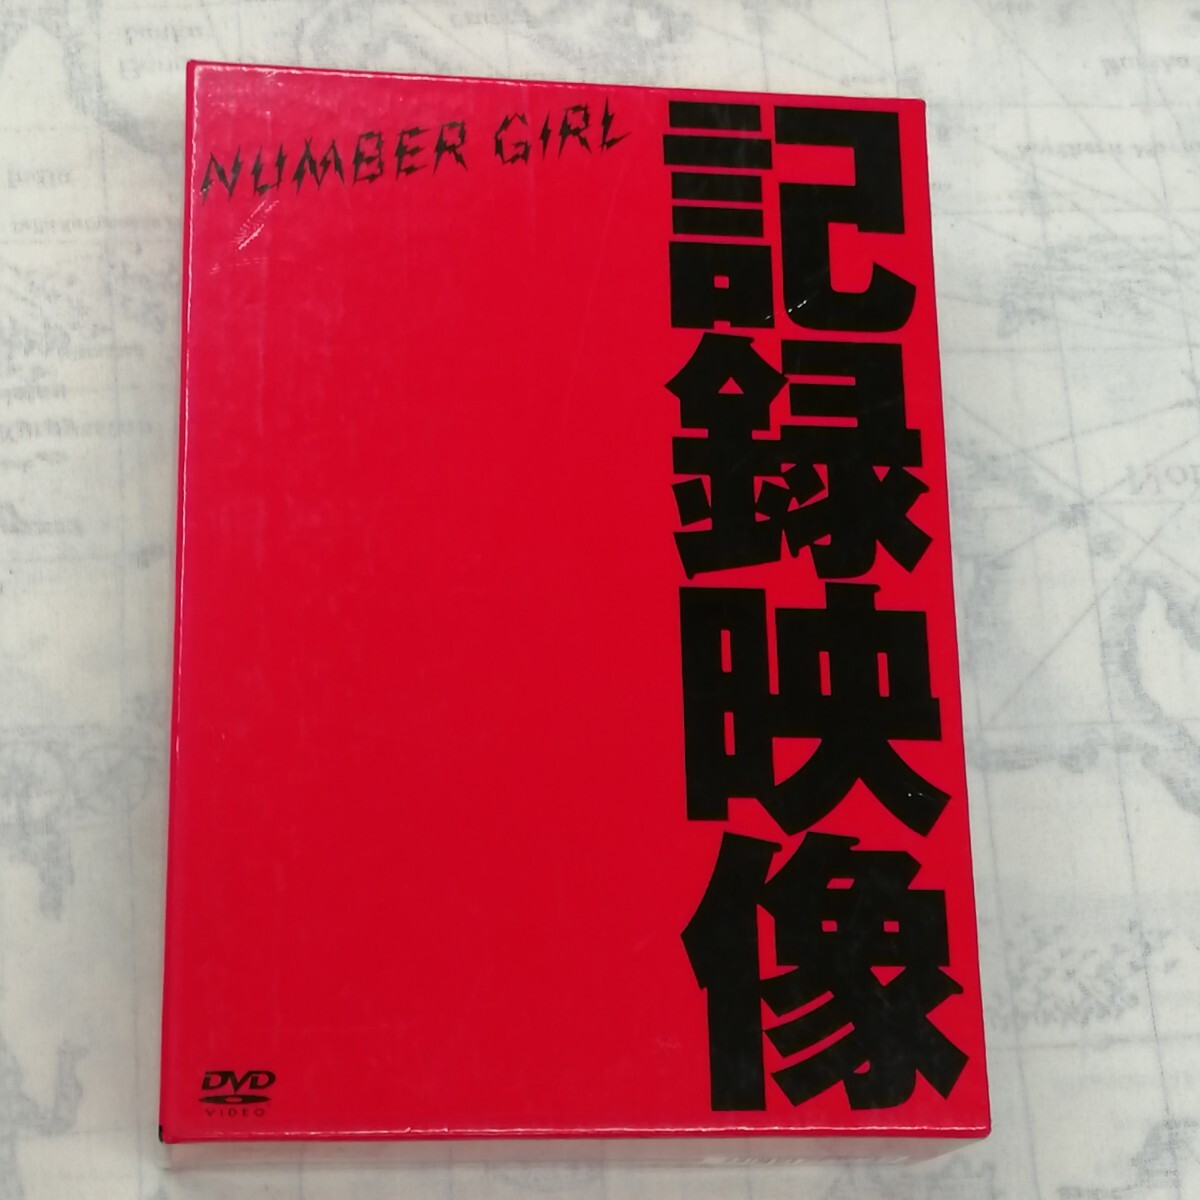 NUMBER GIRL
記録映像
DVD
VIDEO